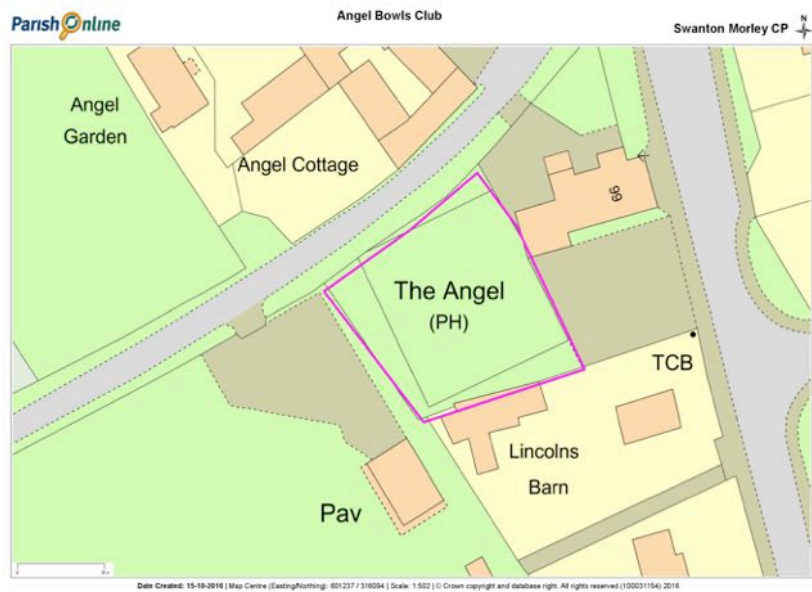 Parish Online
Angel Bowls Club
Swanton Morley CP
N
Angel
Garden
Angel Cottage
66
The Angel
(PH)
TCB
Lincolns
Barn
Pav
Date Created: 15-10-2016 | Map Centre (Easting/Northing): 601237 / 316094 | Scale: 1:502 | © Crown copyright and database right. All rights reserved (100031154) 2016